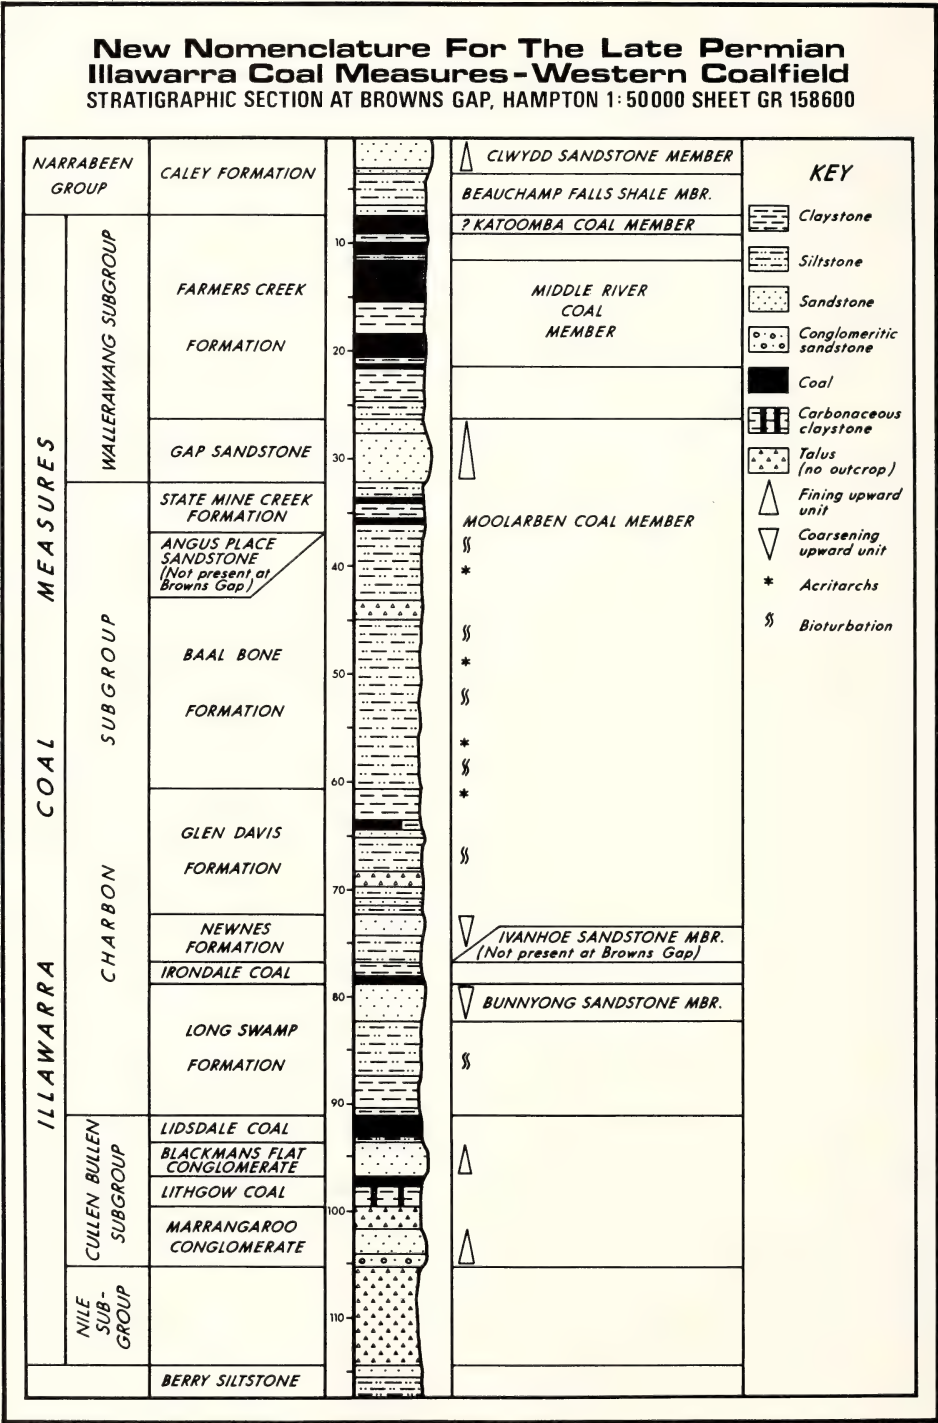 New Nomenclature For The Late Permian
Illawarra Coal Measures-Western Coalfield
STRATIGRAPHIC SECTION AT BROWNS GAP, HAMPTON 1:50000 SHEET GR 158600
NARRABEEN
GROUP
ILLAWARRA COAL MEASURES
WALLERAWANG SUBGROUP
CHARBON SUBGROUP
CULLEN BULLEN
SUBGROUP
NILE
SUB-
GROUP
CALEY FORMATION
FARMERS CREEK
FORMATION
GAP SANDSTONE
STATE MINE CREEK
FORMATION
ANGUS PLACE
SANDSTONE
(Not present at
Browns Gap)
BAAL BONE
FORMATION
GLEN DAVIS
FORMATION
NEWNES
FORMATION
IRONDALE COAL
LONG SWAMP
FORMATION
LIDSDALE COAL
BLACKMANS FLAT
CONGLOMERATE
LITHGOW COAL
MARRANGAROO
CONGLOMERATE
BERRY SILTSTONE
10
20
30
40
50
60
70
80
90
100
110
CLWYDD SANDSTONE MEMBER
BEAUCHAMP FALLS SHALE MBR.
? KATOOMBA COAL MEMBER
MIDDLE RIVER
COAL
MEMBER
MOOLARBEN COAL MEMBER
IVANHOE SANDSTONE MBR.
(Not present at Browns Gap)
BUNNYONG SANDSTONE MBR.
KEY
Claystone
Siltstone
Sandstone
Conglomeritic
sandstone
Coal
Carbonaceous
claystone
Talus
(no outcrop)
Fining upward
unit
Coarsening
upward unit
Acritarchs
Bioturbation